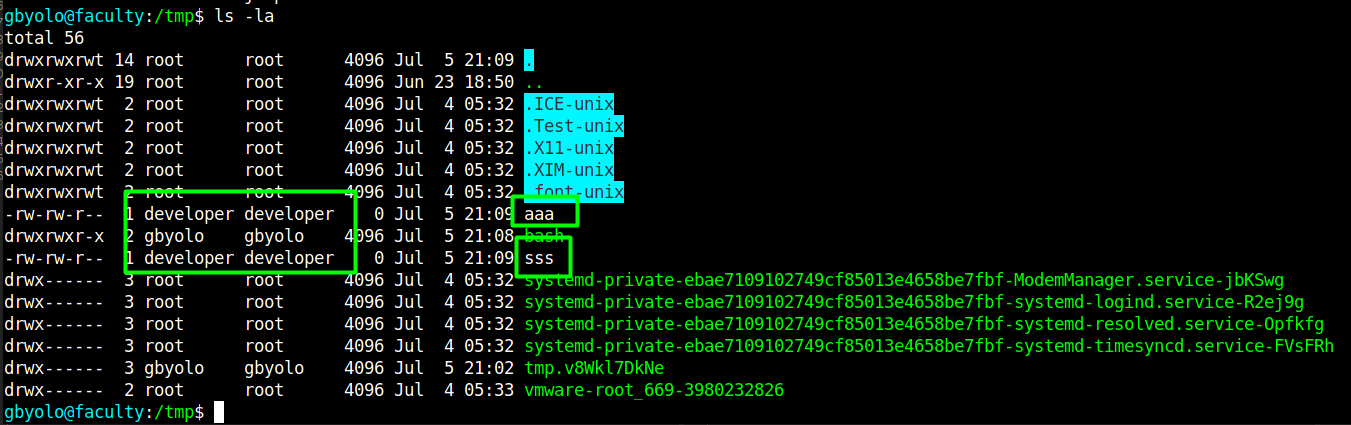 gbyolo@faculty:/tmp$ ls -la
total 56
drwxrwxrwt 14 root      root      4096 Jul  5 21:09 .
drwxr-xr-x 19 root      root      4096 Jun 23 18:50 ..
drwxrwxrwt  2 root      root      4096 Jul  4 05:32 .ICE-unix
drwxrwxrwt  2 root      root      4096 Jul  4 05:32 .Test-unix
drwxrwxrwt  2 root      root      4096 Jul  4 05:32 .X11-unix
drwxrwxrwt  2 root      root      4096 Jul  4 05:32 .XIM-unix
drwxrwxrwt  2 root      root      4096 Jul  4 05:32 .font-unix
-rw-rw-r--  1 developer developer    0 Jul  5 21:09 aaa
drwxrwxr-x  2 gbyolo    gbyolo    4096 Jul  5 21:08 bash
-rw-rw-r--  1 developer developer    0 Jul  5 21:09 sss
drwx------  3 root      root      4096 Jul  4 05:32 systemd-private-ebae7109102749cf85013e4658be7fbf-ModemManager.service-jbKSwg
drwx------  3 root      root      4096 Jul  4 05:32 systemd-private-ebae7109102749cf85013e4658be7fbf-systemd-logind.service-R2ej9g
drwx------  3 root      root      4096 Jul  4 05:32 systemd-private-ebae7109102749cf85013e4658be7fbf-systemd-resolved.service-Opfkfg
drwx------  3 root      root      4096 Jul  4 05:32 systemd-private-ebae7109102749cf85013e4658be7fbf-systemd-timesyncd.service-FVsFRh
drwx------  3 gbyolo    gbyolo    4096 Jul  5 21:02 tmp.v8Wkl7DkNe
drwx------  2 root      root      4096 Jul  4 05:33 vmware-root_669-3980232826
gbyolo@faculty:/tmp$